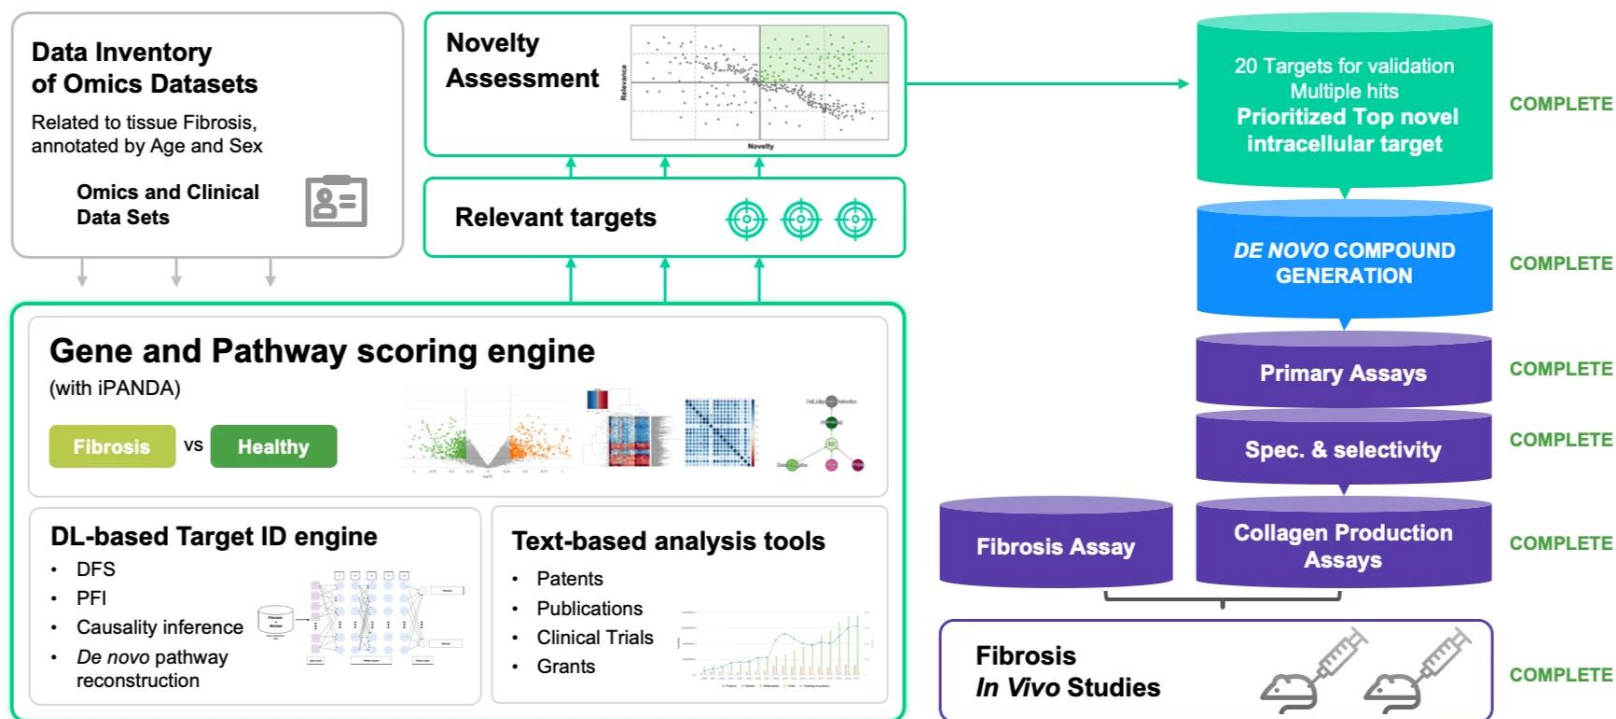 Data Inventory
of Omics Datasets
Related to tissue Fibrosis,
annotated by Age and Sex
Omics and Clinical
Data Sets
Novelty
Assessment
Relevance
Novelty
Relevant targets
Gene and Pathway scoring engine
(with iPANDA)
Fibrosis
vs
Healthy
DL-based Target ID engine
• DFS
• PFI
• Causality inference
• De novo pathway
reconstruction
Text-based analysis tools
• Patents
• Publications
• Clinical Trials
• Grants
20 Targets for validation
Multiple hits
Prioritized Top novel
intracellular target
COMPLETE
DE NOVO COMPOUND
GENERATION
COMPLETE
Primary Assays
COMPLETE
Spec. & selectivity
COMPLETE
Fibrosis Assay
Collagen Production
Assays
COMPLETE
Fibrosis
In Vivo Studies
COMPLETE